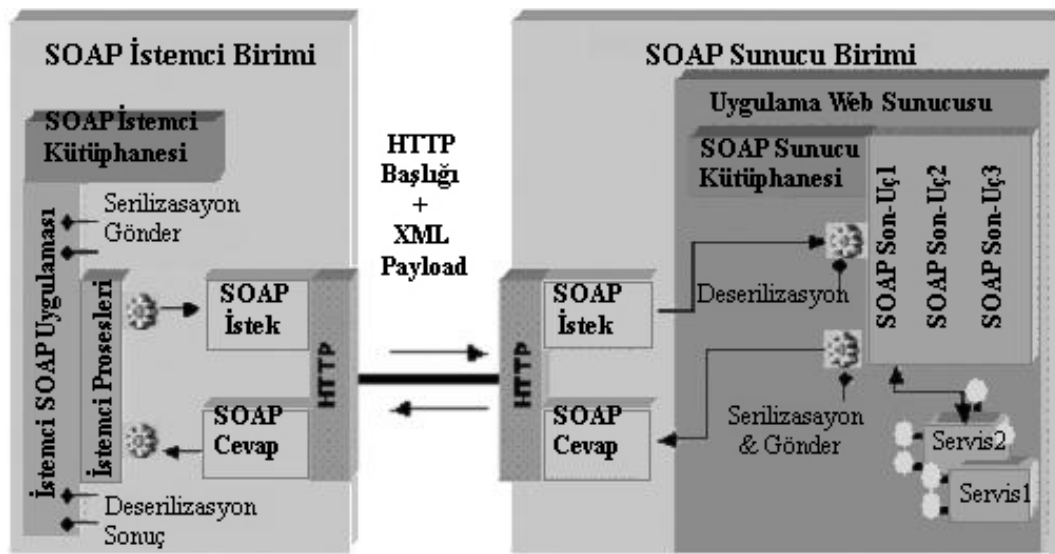 SOAP İstemci Birimi
SOAP İstemci
Kütüphanesi
Serilizasayon
Gönder
İstemci SOAP Uygulaması
İstemci Prosesleri
SOAP
İstek
SOAP
Cevap
HTTP
Deserilizasyon
Sonuç
HTTP
Başlığı
+
XML
Payload
SOAP Sunucu Birimi
Uygulama Web Sunucusu
SOAP Sunucu
Kütüphanesi
HTTP
SOAP
İstek
SOAP
Cevap
Deserilizasyon
Serilizasayon
& Gönder
SOAP Son-Uç1
SOAP Son-Uç2
SOAP Son-Uç3
Servis2
Servis1